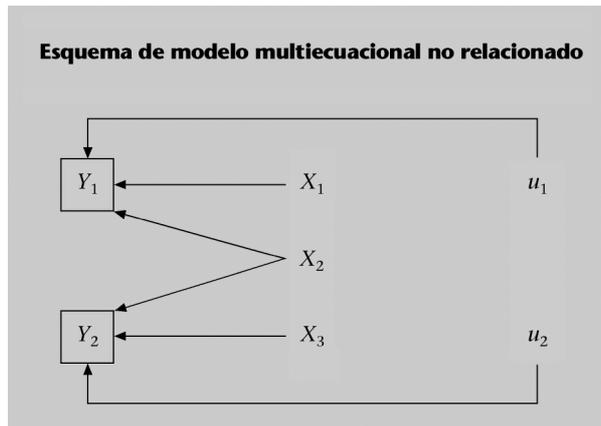 Esquema de modelo multiecuacional no relacionado
Y₁ X₁ u₁
X₂
Y₂ X₃ u₂